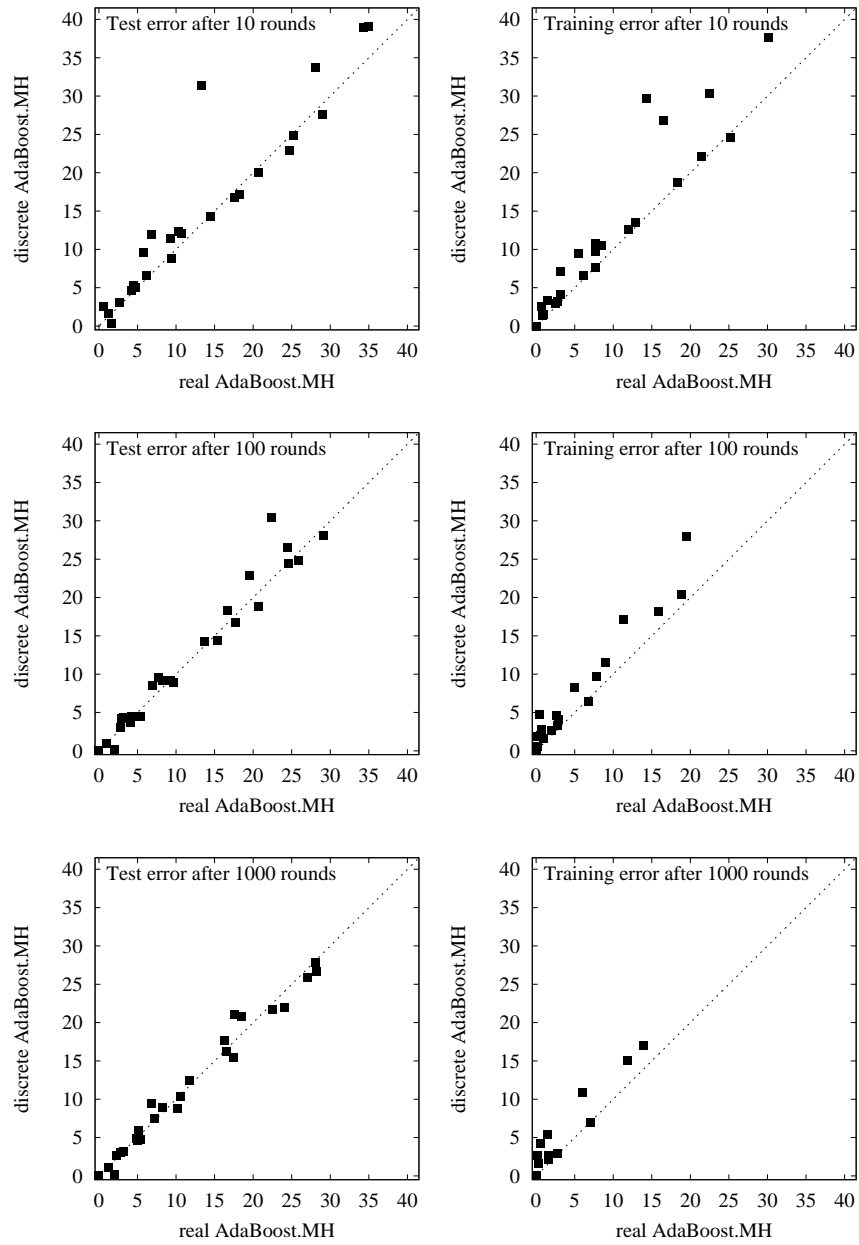 Test error after 10 rounds
discrete AdaBoost.MH
40
35
30
25
20
15
10
5
0
0 5 10 15 20 25 30 35 40
real AdaBoost.MH
Training error after 10 rounds
discrete AdaBoost.MH
40
35
30
25
20
15
10
5
0
0 5 10 15 20 25 30 35 40
real AdaBoost.MH
Test error after 100 rounds
discrete AdaBoost.MH
40
35
30
25
20
15
10
5
0
0 5 10 15 20 25 30 35 40
real AdaBoost.MH
Training error after 100 rounds
discrete AdaBoost.MH
40
35
30
25
20
15
10
5
0
0 5 10 15 20 25 30 35 40
real AdaBoost.MH
Test error after 1000 rounds
discrete AdaBoost.MH
40
35
30
25
20
15
10
5
0
0 5 10 15 20 25 30 35 40
real AdaBoost.MH
Training error after 1000 rounds
discrete AdaBoost.MH
40
35
30
25
20
15
10
5
0
0 5 10 15 20 25 30 35 40
real AdaBoost.MH